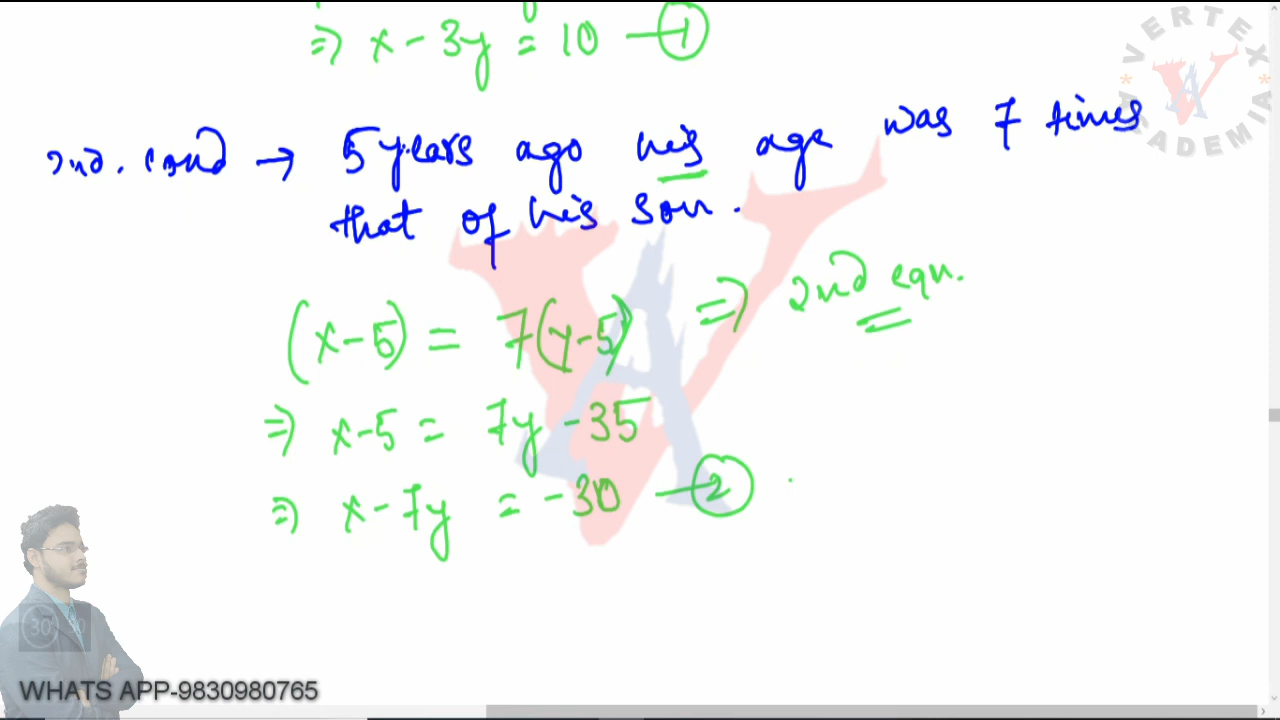 ⇒ x - 3y = 10 — ①
VERTEX ACADEMIA
2nd. cond → 5 years ago his age was 7 times
that of his son.
(x-5) = 7(y-5) ⇒ 2nd eqn.
⇒ x-5 = 7y -35
⇒ x-7y = -30 — ②
30
WHATS APP-9830980765